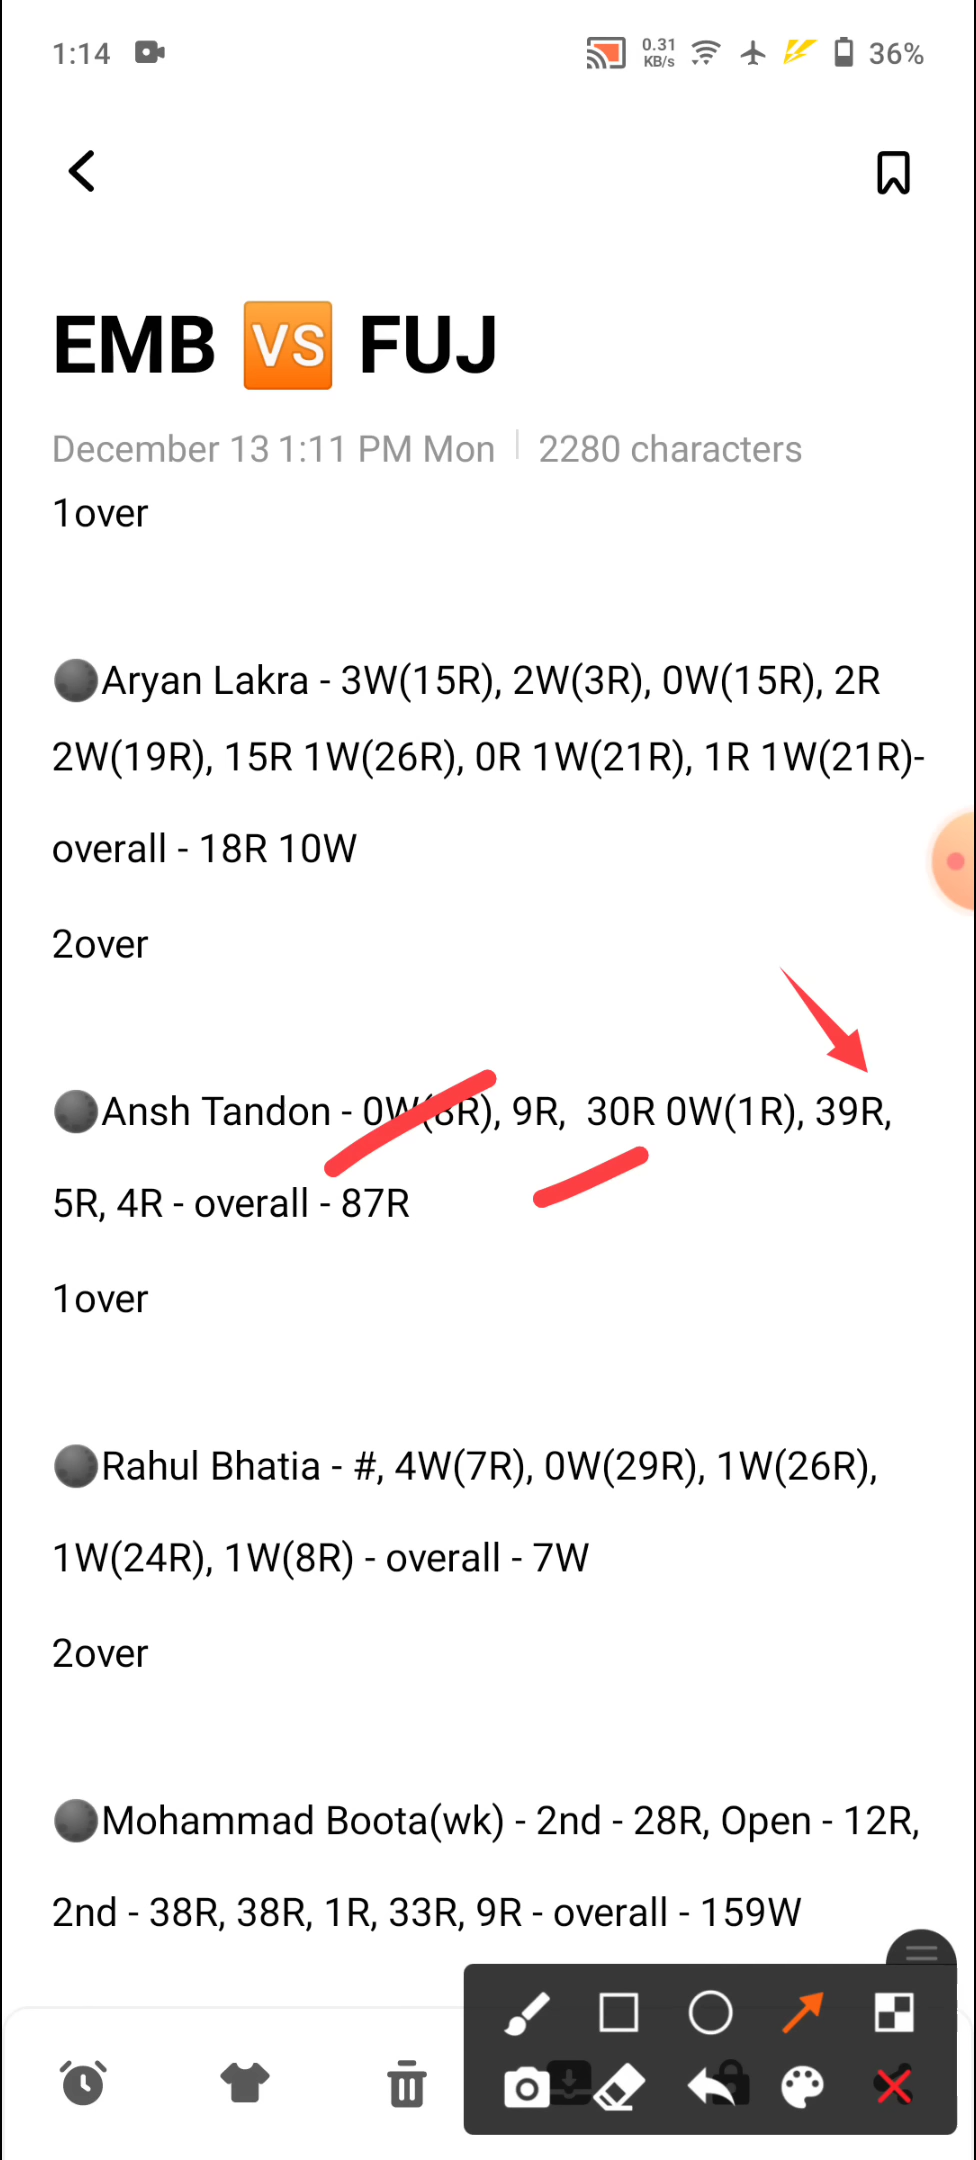 1:14
0.31
KB/s
36%
EMB VS FUJ
December 13 1:11 PM Mon | 2280 characters
1over
Aryan Lakra - 3W(15R), 2W(3R), 0W(15R), 2R
2W(19R), 15R 1W(26R), 0R 1W(21R), 1R 1W(21R)-
overall - 18R 10W
2over
Ansh Tandon - 0W(8R), 9R,  30R 0W(1R), 39R,
5R, 4R - overall - 87R
1over
Rahul Bhatia - #, 4W(7R), 0W(29R), 1W(26R),
1W(24R), 1W(8R) - overall - 7W
2over
Mohammad Boota(wk) - 2nd - 28R, Open - 12R,
2nd - 38R, 38R, 1R, 33R, 9R - overall - 159W